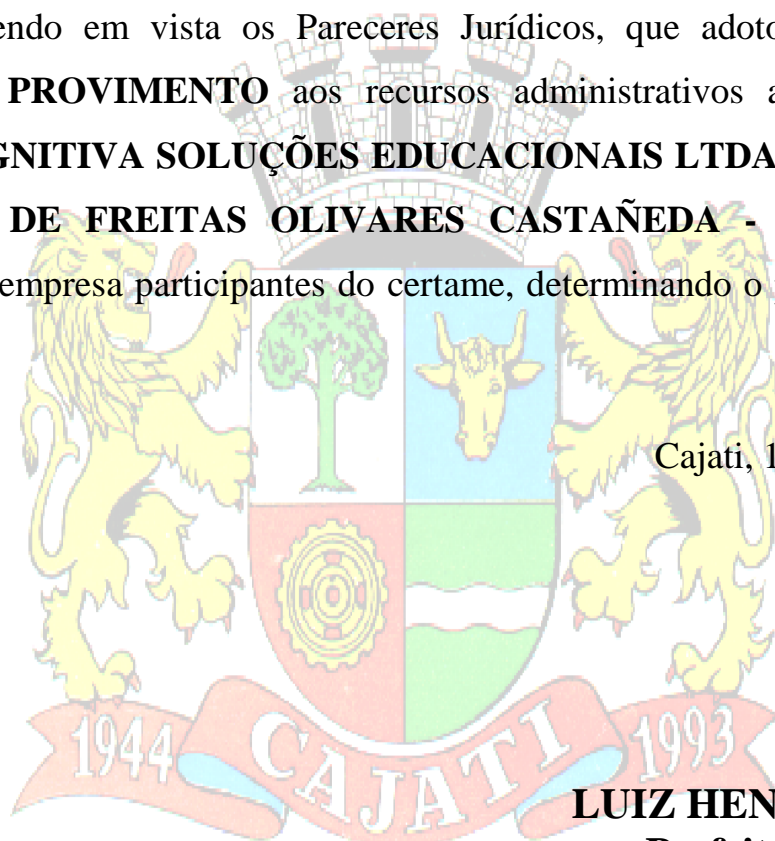 endo em vista os Pareceres Jurídicos, que adoto
PROVIMENTO aos recursos administrativos a
GNITIVA SOLUÇÕES EDUCACIONAIS LTDA
DE FREITAS OLIVARES CASTAÑEDA -
empresa participantes do certame, determinando o
Cajati, 1
1944 CAJATI 1993
LUIZ HEN